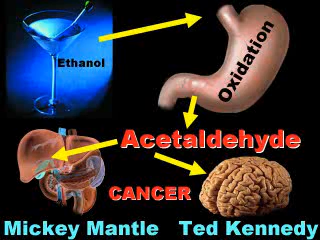 Ethanol
Oxidation
Acetaldehyde
CANCER
Mickey Mantle Ted Kennedy